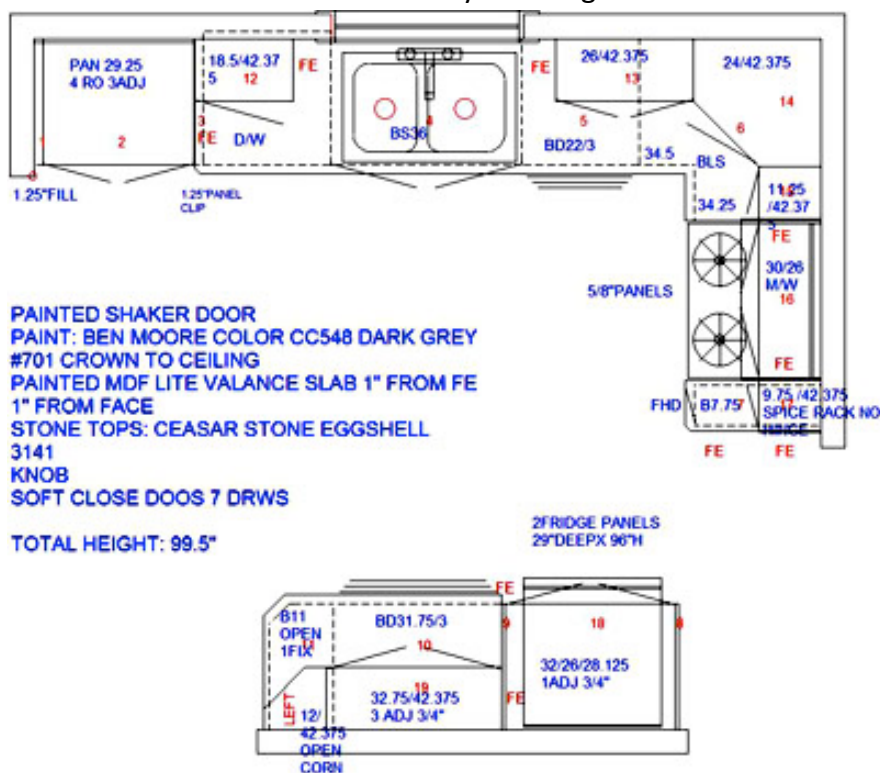 PAN 29.25
4 RO 3ADJ
18.5/42.37
5
12
FE
26/42.375
13
24/42.375
14
FE
1
2
3
FE
D/W
4
BS36
5
BD22/3
6
34.5
BLS
0
1.25"FILL
1.25"PANEL
CLIP
34.25
11.25
/42.37
FE
30/26
M/W
16
5/8"PANELS
FE
FHD
B7.75
7
9.75 /42.375
17
SPICE RACK NO
FE
FE
PAINTED SHAKER DOOR
PAINT: BEN MOORE COLOR CC548 DARK GREY
#701 CROWN TO CEILING
PAINTED MDF LITE VALANCE SLAB 1" FROM FE
1" FROM FACE
STONE TOPS: CEASAR STONE EGGSHELL
3141
KNOB
SOFT CLOSE DOOS 7 DRWS
TOTAL HEIGHT: 99.5"
2FRIDGE PANELS
29"DEEPX 96"H
FE
B11
OPEN
1FIX
11
BD31.75/3
10
9
18
8
32/26/28.125
1ADJ 3/4"
LEFT
19
32.75/42.375
3 ADJ 3/4"
FE
12/
42.375
OPEN
CORN